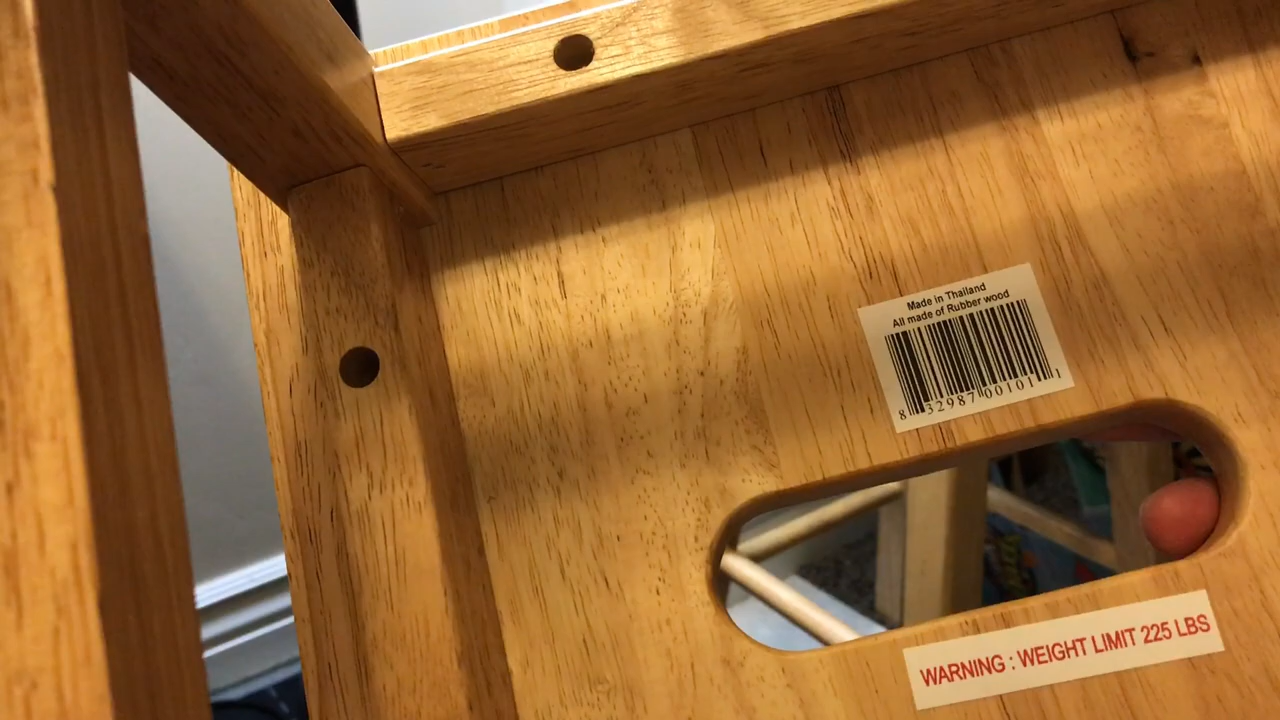 Made in Thailand
All made of Rubber wood
8 32987 00101 1
WARNING : WEIGHT LIMIT 225 LBS